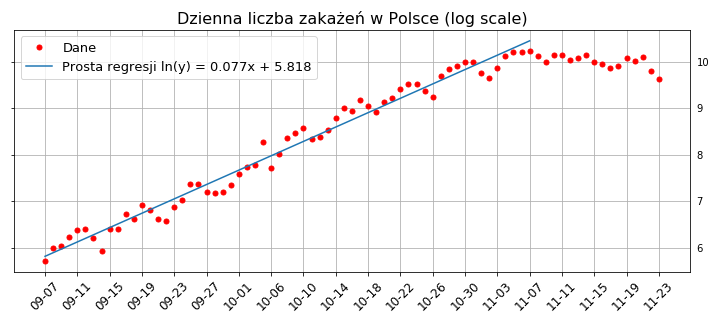 Dzienna liczba zakażeń w Polsce (log scale)
Dane
Prosta regresji ln(y) = 0.077x + 5.818
10
9
8
7
6
09-07 09-11 09-15 09-19 09-23 09-27 10-01 10-06 10-10 10-14 10-18 10-22 10-26 10-30 11-03 11-07 11-11 11-15 11-19 11-23